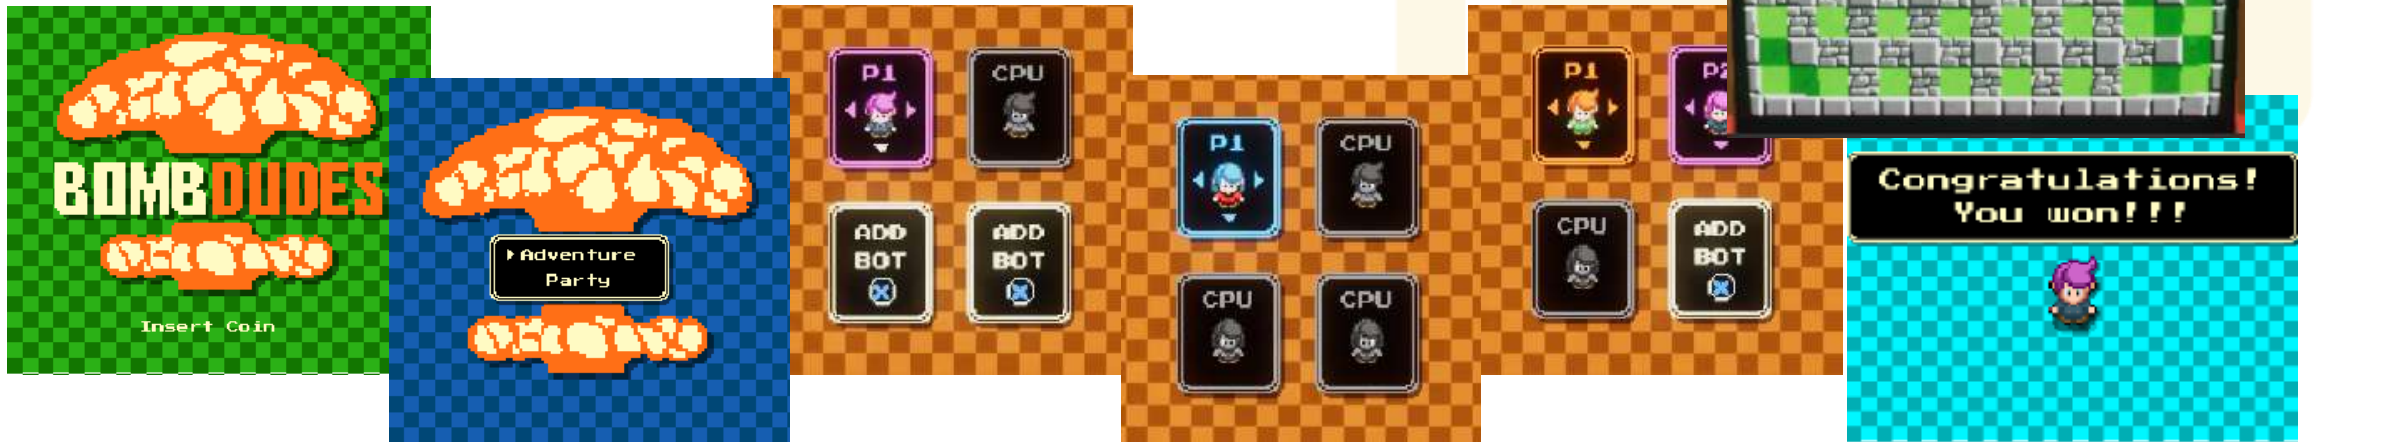 BOMBDUDES
Insert Coin
Adventure
Party
P1
CPU
ADD
BOT
X
ADD
BOT
X
P1
CPU
CPU
CPU
P1
P2
CPU
ADD
BOT
X
Congratulations!
You won!!!